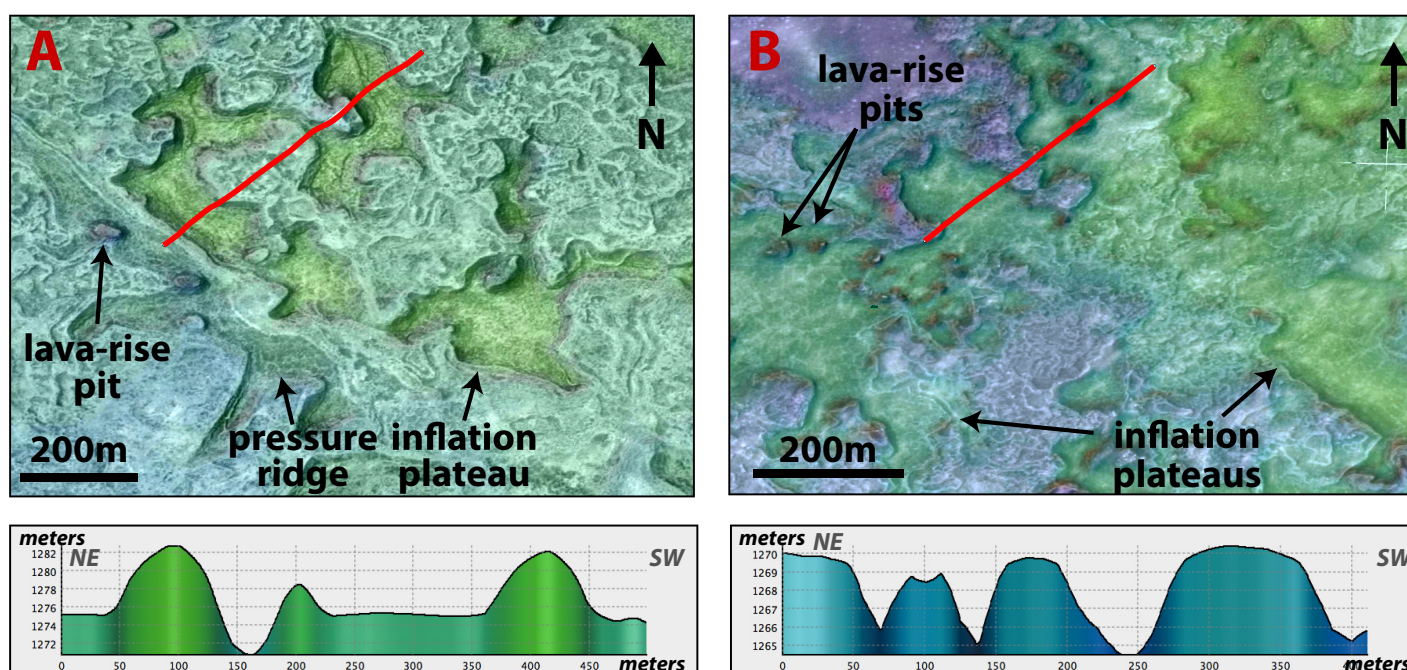 A
N
lava-rise
pit
pressure
ridge
inflation
plateau
200m
B
lava-rise
pits
N
inflation
plateaus
200m
meters
NE
SW
1282
1280
1278
1276
1274
1272
0 50 100 150 200 250 300 350 400 450
meters
meters
NE
SW
1270
1269
1268
1267
1266
1265
0 50 100 150 200 250 300 350
meters